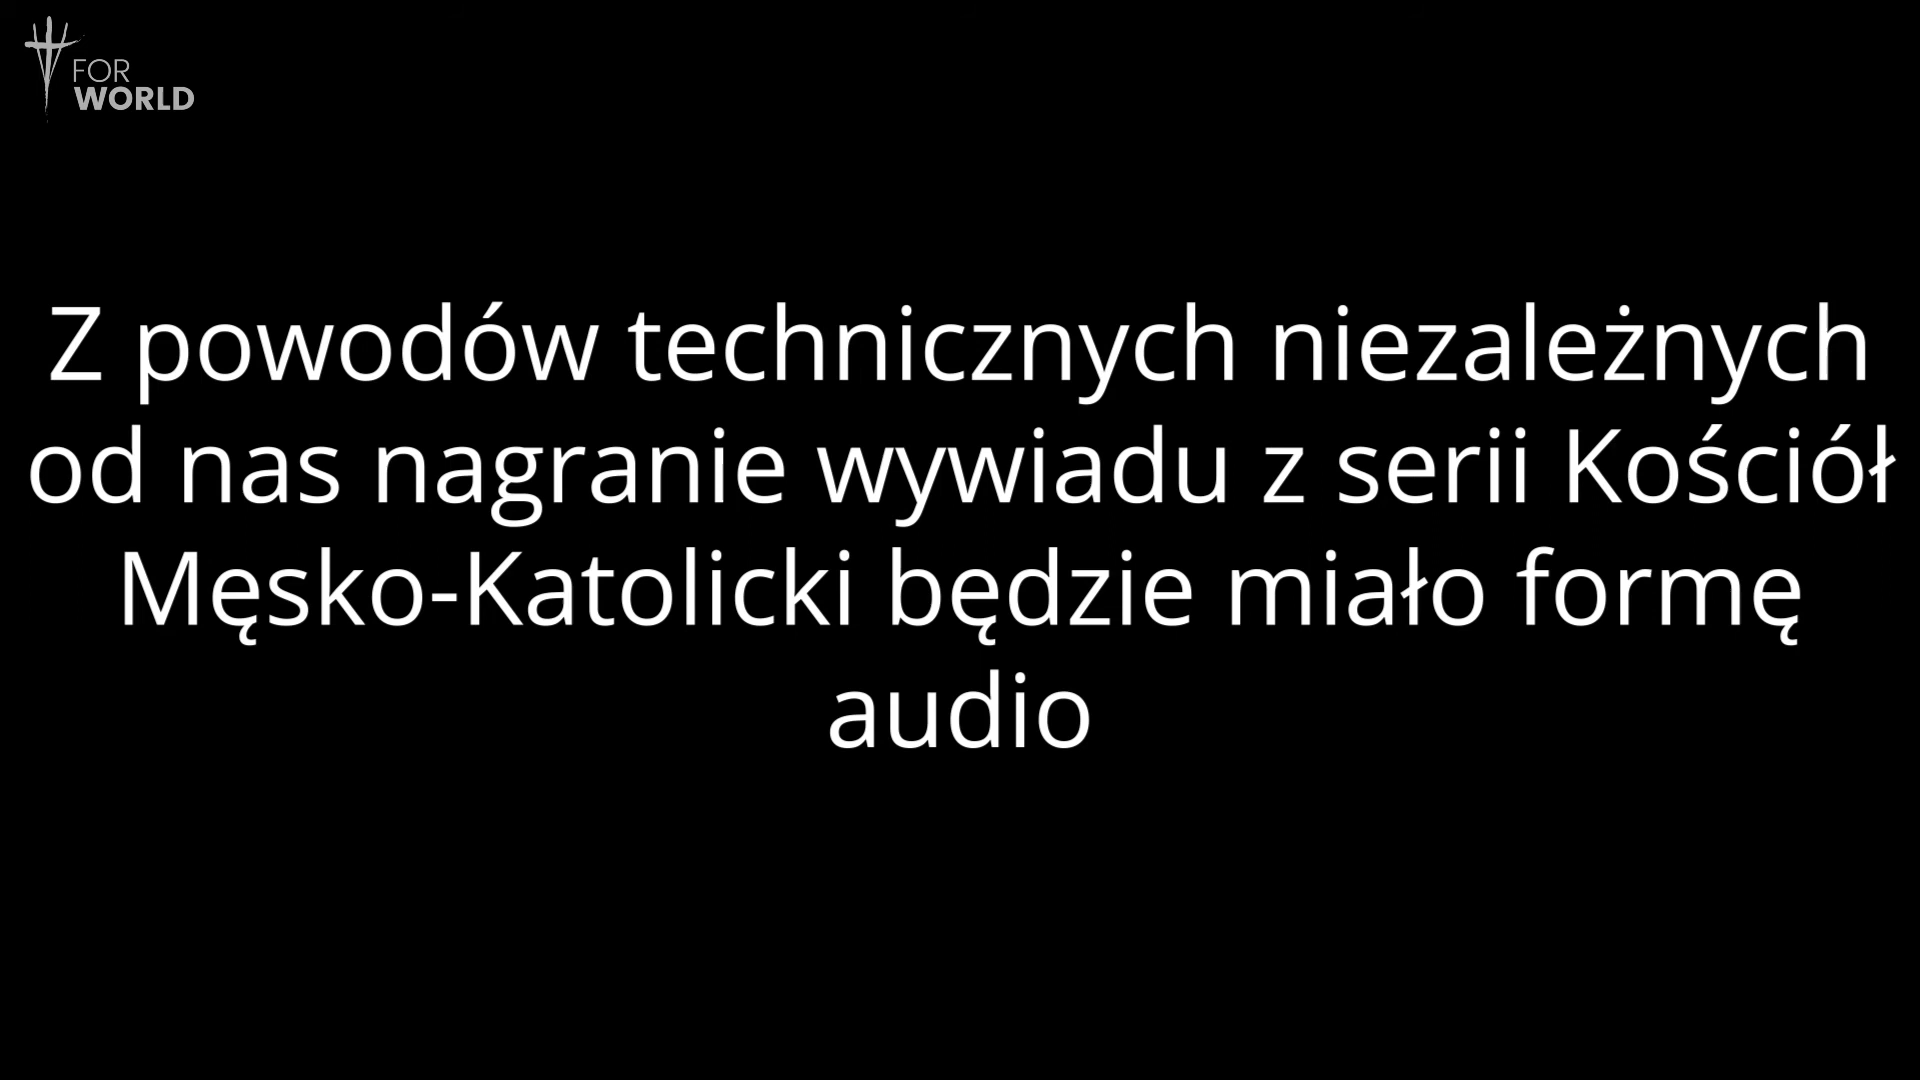 FOR
WORLD
Z powodów technicznych niezależnych
od nas nagranie wywiadu z serii Kościół
Męsko-Katolicki będzie miało formę
audio